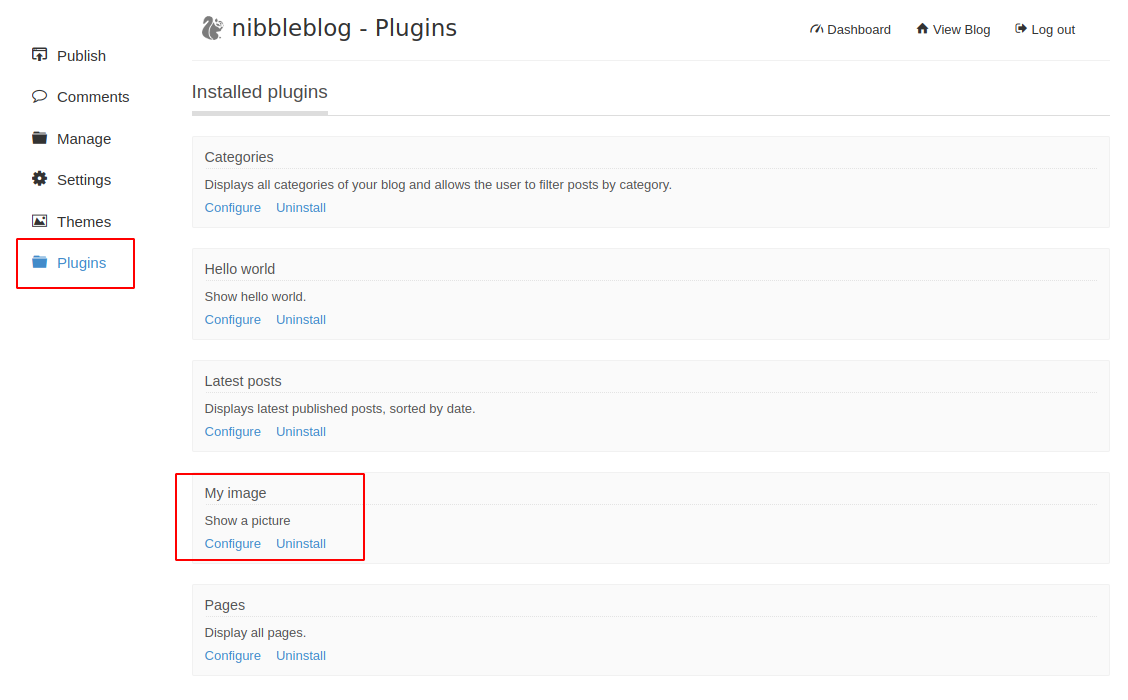 nibbleblog - Plugins
Dashboard
View Blog
Log out
Publish
Comments
Manage
Settings
Themes
Plugins
Installed plugins
Categories
Displays all categories of your blog and allows the user to filter posts by category.
Configure Uninstall
Hello world
Show hello world.
Configure Uninstall
Latest posts
Displays latest published posts, sorted by date.
Configure Uninstall
My image
Show a picture
Configure Uninstall
Pages
Display all pages.
Configure Uninstall